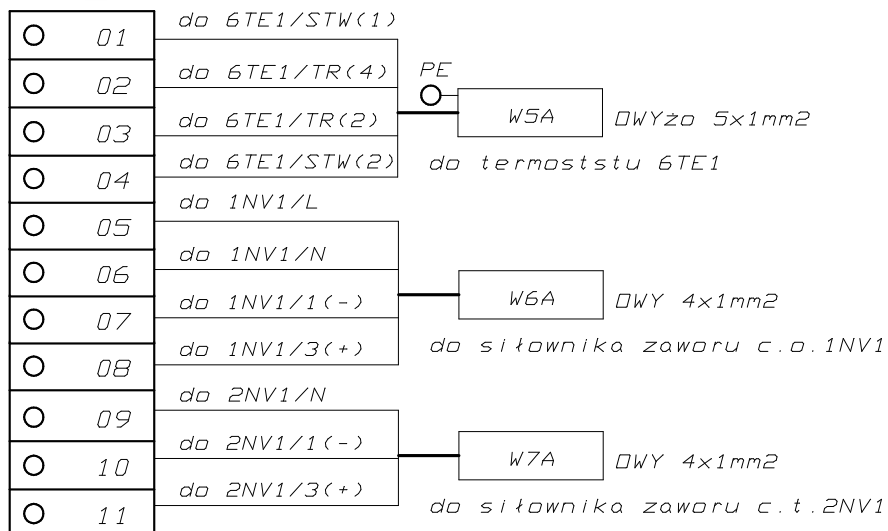 01 do 6TE1/STW(1)
02 do 6TE1/TR(4)
03 do 6TE1/TR(2)
04 do 6TE1/STW(2)
PE
W5A OWYżo 5x1mm2
do termoststu 6TE1
05 do 1NV1/L
06 do 1NV1/N
07 do 1NV1/1(-)
08 do 1NV1/3(+)
W6A OWY 4x1mm2
do siłownika zaworu c.o.1NV1
09 do 2NV1/N
10 do 2NV1/1(-)
11 do 2NV1/3(+)
W7A OWY 4x1mm2
do siłownika zaworu c.t.2NV1